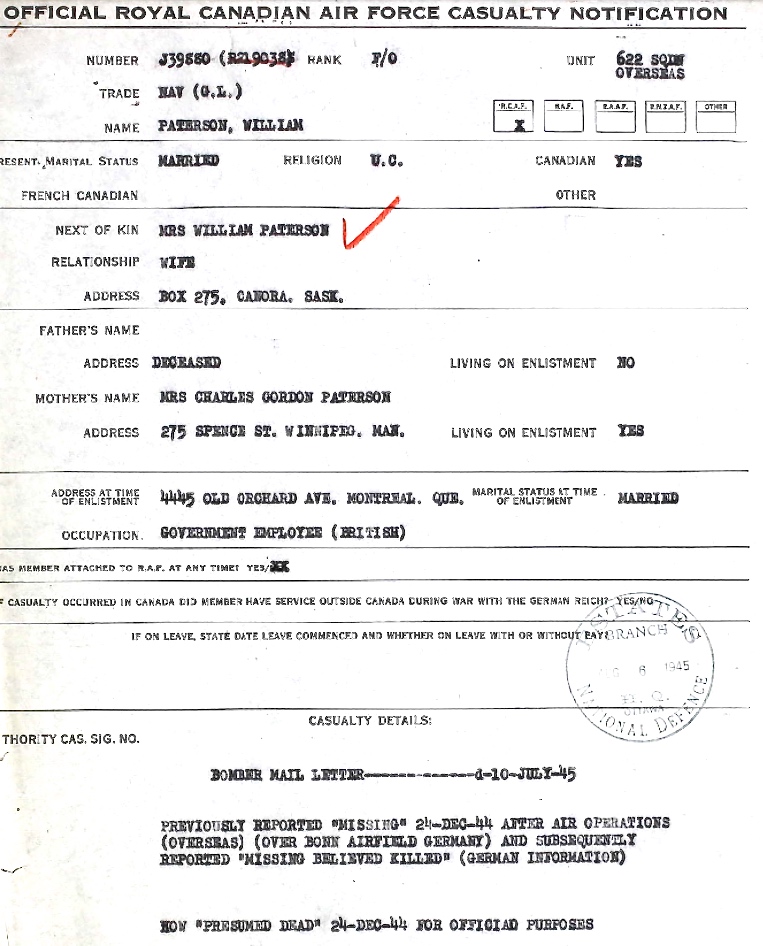 OFFICIAL ROYAL CANADIAN AIR FORCE CASUALTY NOTIFICATION
NUMBER J39880 (R219038) RANK P/O UNIT 622 SQDN
OVERSEAS
TRADE NAV (G.L.)
R.C.A.F. R.A.F. R.A.A.F. R.N.Z.A.F. OTHER
NAME PATERSON, WILLIAM X
RESENT MARITAL STATUS MARRIED RELIGION U.C. CANADIAN YES
FRENCH CANADIAN OTHER
NEXT OF KIN MRS WILLIAM PATERSON
RELATIONSHIP WIFE
ADDRESS BOX 275, CANORA. SASK.
FATHER'S NAME
ADDRESS DECEASED LIVING ON ENLISTMENT NO
MOTHER'S NAME MRS CHARLES GORDON PATERSON
ADDRESS 275 SPENCE ST. WINNIPEG. MAN. LIVING ON ENLISTMENT YES
ADDRESS AT TIME OF ENLISTMENT 4445 OLD ORCHARD AVE. MONTREAL. QUE. MARITAL STATUS AT TIME OF ENLISTMENT MARRIED
OCCUPATION. GOVERNMENT EMPLOYEE (BRITISH)
AS MEMBER ATTACHED TO R.A.F. AT ANY TIME? YES/
F CASUALTY OCCURRED IN CANADA DID MEMBER HAVE SERVICE OUTSIDE CANADA DURING WAR WITH THE GERMAN REICH? YES/NO
IF ON LEAVE, STATE DATE LEAVE COMMENCED AND WHETHER ON LEAVE WITH OR WITHOUT PAY?
ESTATES
BRANCH
6 1945
NATIONAL DEFENCE
CASUALTY DETAILS:
THORITY CAS. SIG. NO.
BOMBER MAIL LETTER-------------d-10-JULY-45
PREVIOUSLY REPORTED "MISSING" 24-DEC-44 AFTER AIR OPERATIONS
(OVERSEAS) (OVER BONN AIRFIELD GERMANY) AND SUBSEQUENTLY
REPORTED "MISSING BELIEVED KILLED" (GERMAN INFORMATION)
NOW "PRESUMED DEAD" 24-DEC-44 FOR OFFICIAD PURPOSES